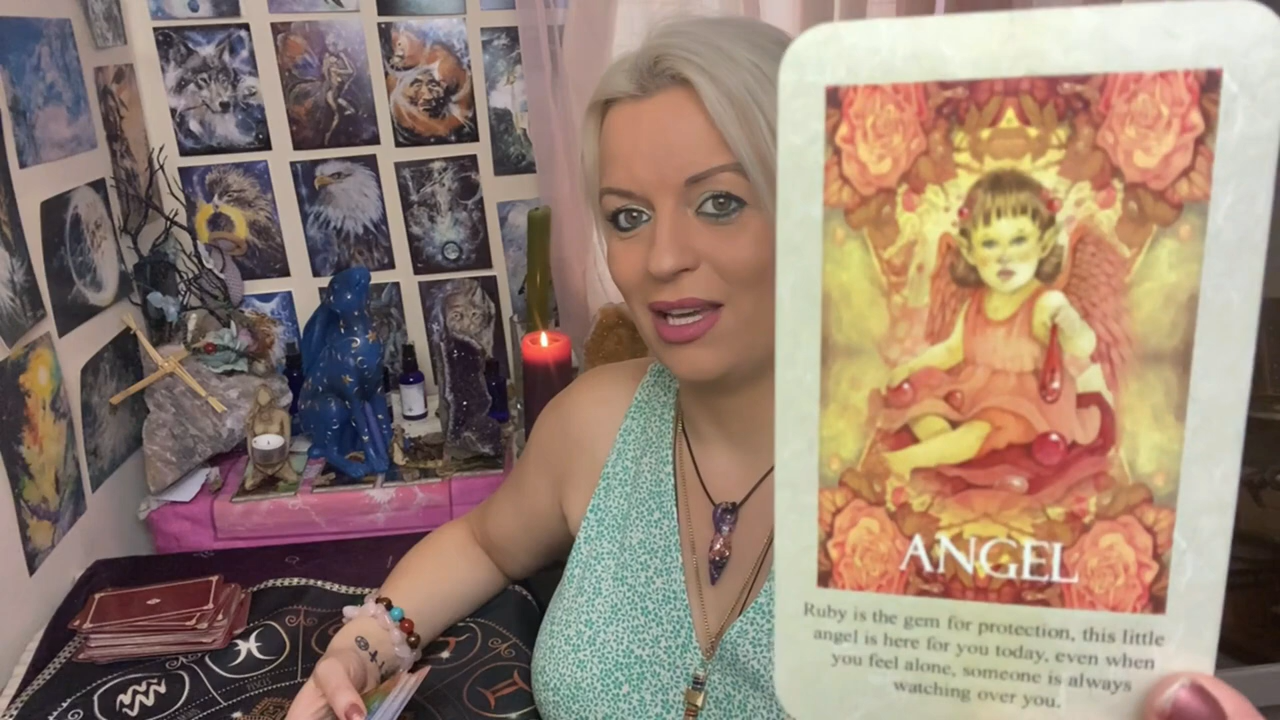 ANGEL
Ruby is the gem for protection, this little
angel is here for you today, even when
you feel alone, someone is always
watching over you.